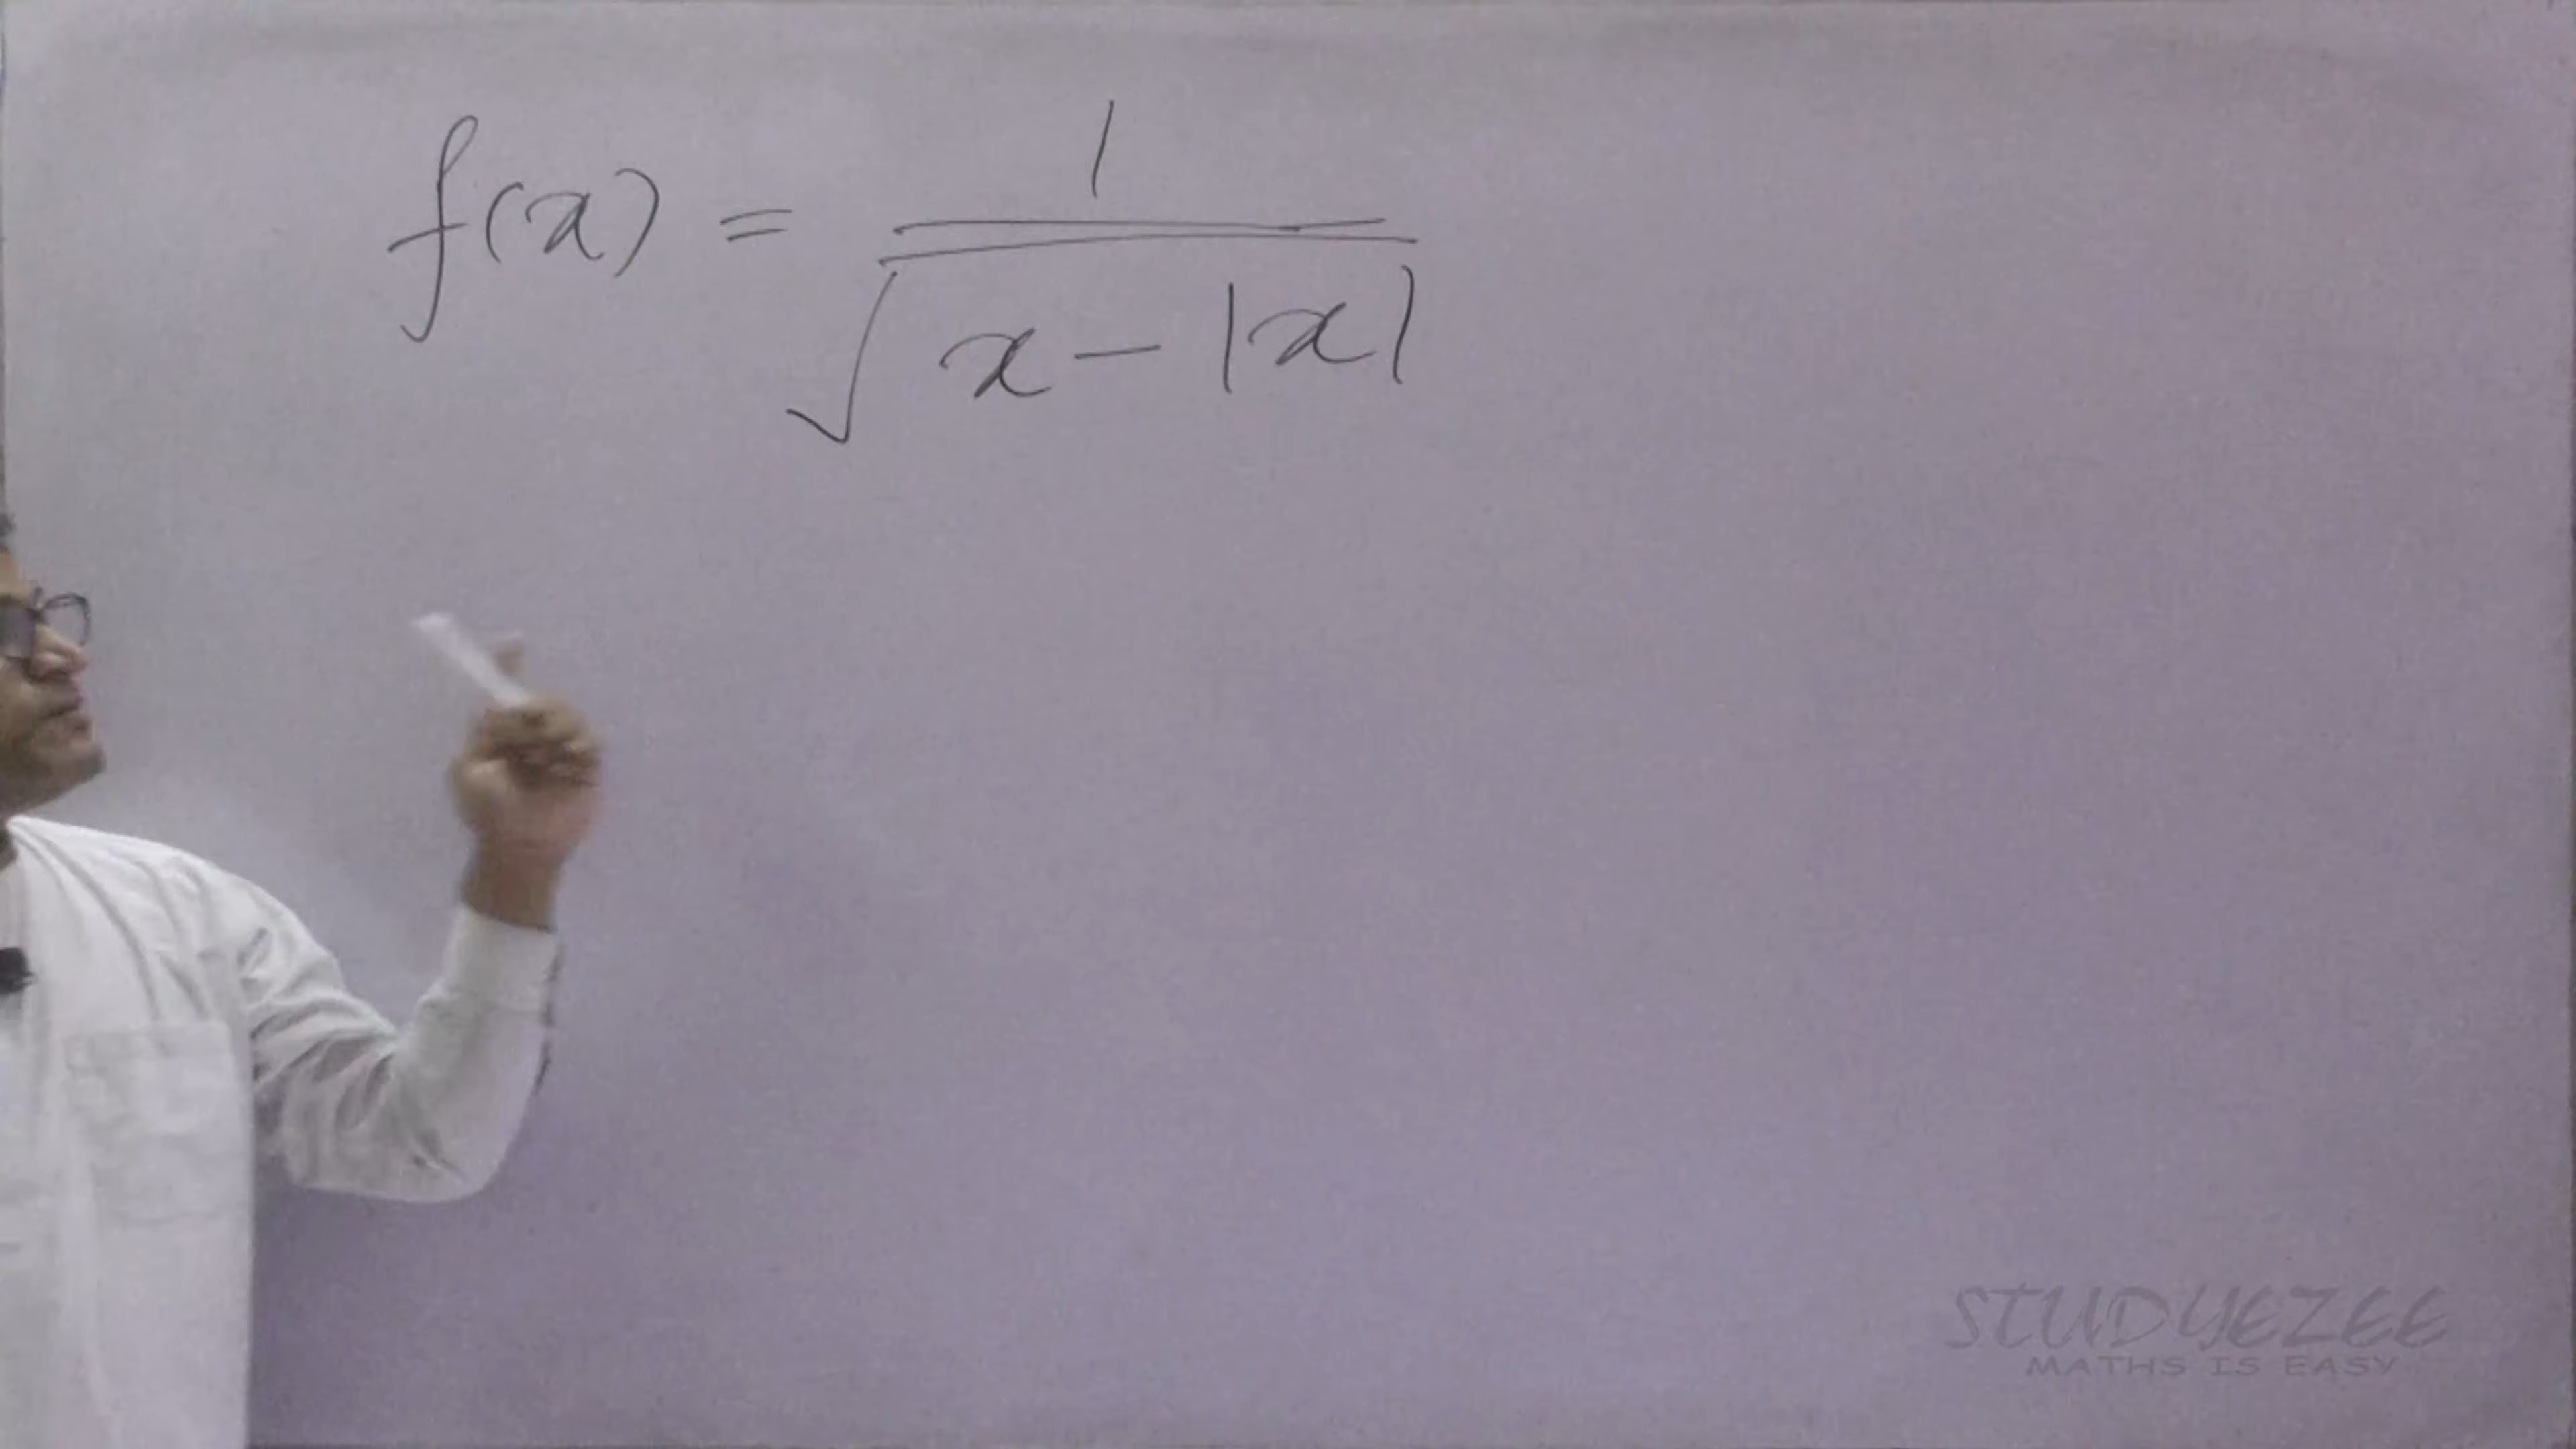 f(x) = 1 / √(x - |x|)
STUDYEZEE
MATHS IS EASY